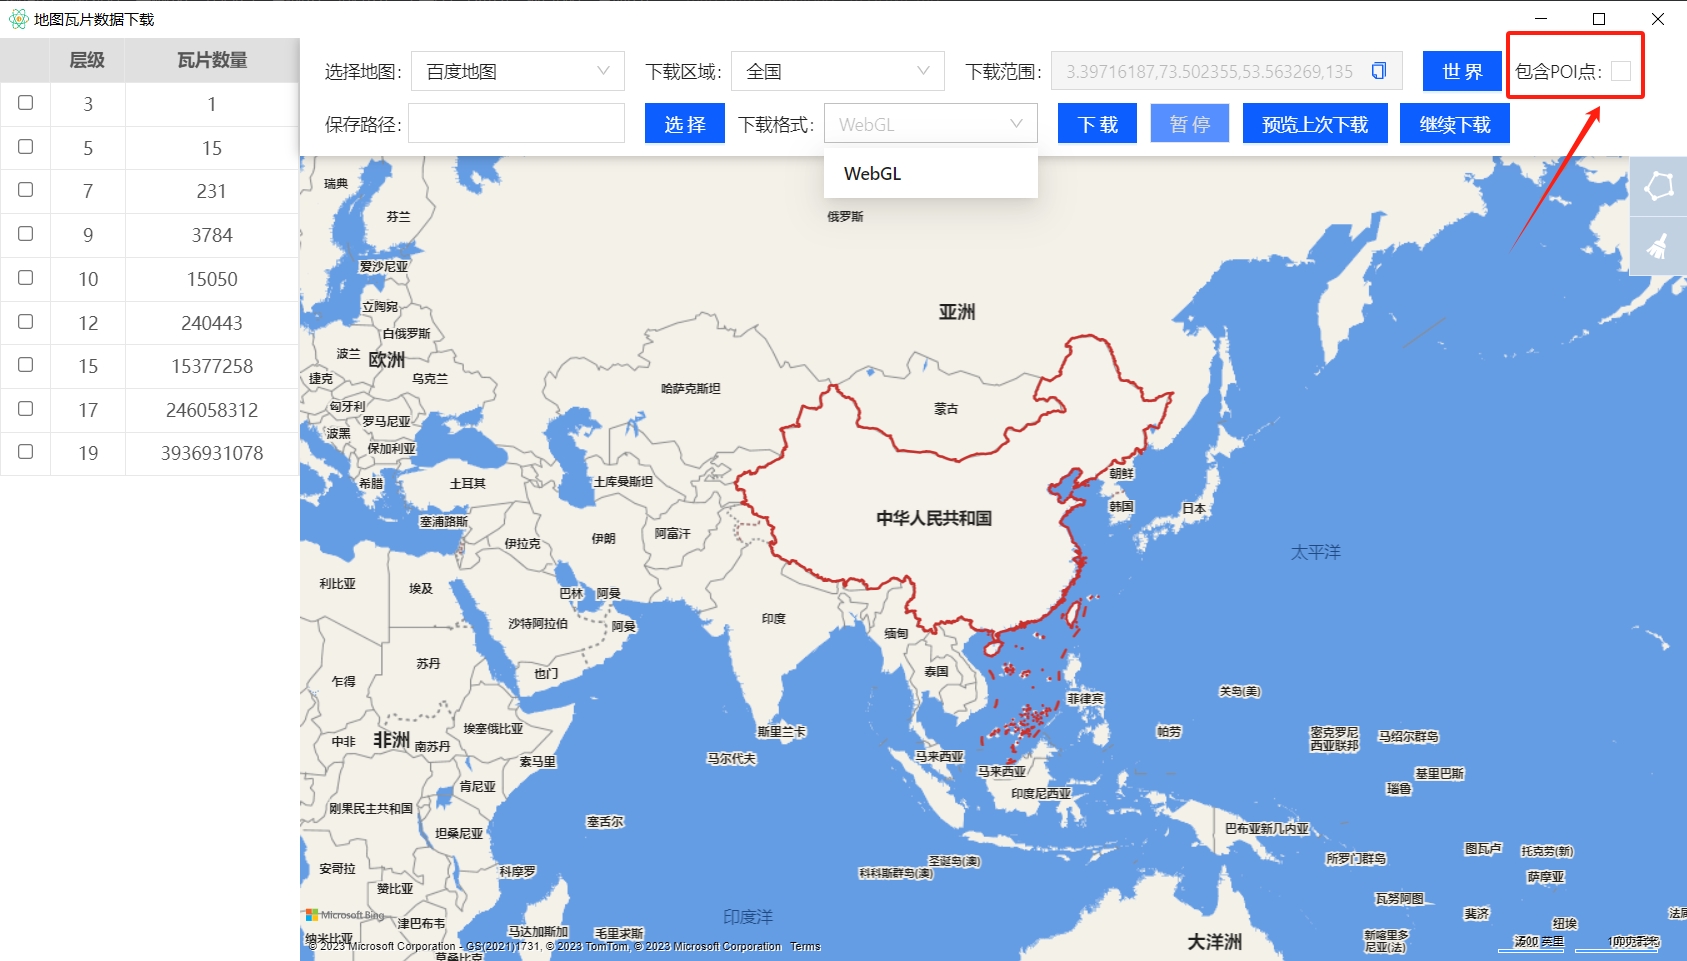 地图瓦片数据下载
层级 瓦片数量
3 1
5 15
7 231
9 3784
10 15050
12 240443
15 15377258
17 246058312
19 3936931078
选择地图: 百度地图 下载区域: 全国 下载范围: 3.39716187,73.502355,53.563269,135 世 界 包含POI点:
保存路径: 选 择 下载格式: WebGL 下 载 暂 停 预览上次下载 继续下载
WebGL
瑞典
芬兰
俄罗斯
爱沙尼亚
立陶宛
亚洲
白俄罗斯
波兰
欧洲
捷克
乌克兰
哈萨克斯坦
匈牙利
蒙古
罗马尼亚
波黑
保加利亚
希腊
土耳其
土库曼斯坦
朝鲜
韩国
日本
塞浦路斯
中华人民共和国
伊拉克
伊朗
阿富汗
太平洋
利比亚
埃及
巴林
阿曼
沙特阿拉伯
阿曼
印度
缅甸
苏丹
也门
泰国
乍得
关岛(美)
菲律宾
埃塞俄比亚
斯里兰卡
帕劳
密克罗尼
西亚联邦
马绍尔群岛
中非
非洲
南苏丹
索马里
马尔代夫
马来西亚
马来西亚
基里巴斯
瑙鲁
肯尼亚
印度尼西亚
刚果民主共和国
坦桑尼亚
塞舌尔
巴布亚新几内亚
图瓦卢
托克劳(新)
所罗门群岛
安哥拉
科摩罗
圣诞岛(澳)
科科斯群岛(澳)
萨摩亚
赞比亚
瓦努阿图
Microsoft Bing
津巴布韦
印度洋
斐济
纽埃
马达加斯加
毛里求斯
大洋洲
新喀里多
尼亚(法)
纳米比亚
© 2023 Microsoft Corporation - GS(2021)1731, © 2023 TomTom, © 2023 Microsoft Corporation Terms
莫桑比克